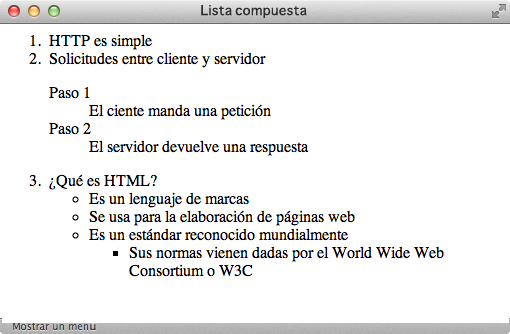 Lista compuesta
1. HTTP es simple
2. Solicitudes entre cliente y servidor
Paso 1
El ciente manda una petición
Paso 2
El servidor devuelve una respuesta
3. ¿Qué es HTML?
Es un lenguaje de marcas
Se usa para la elaboración de páginas web
Es un estándar reconocido mundialmente
Sus normas vienen dadas por el World Wide Web
Consortium o W3C
Mostrar un menú